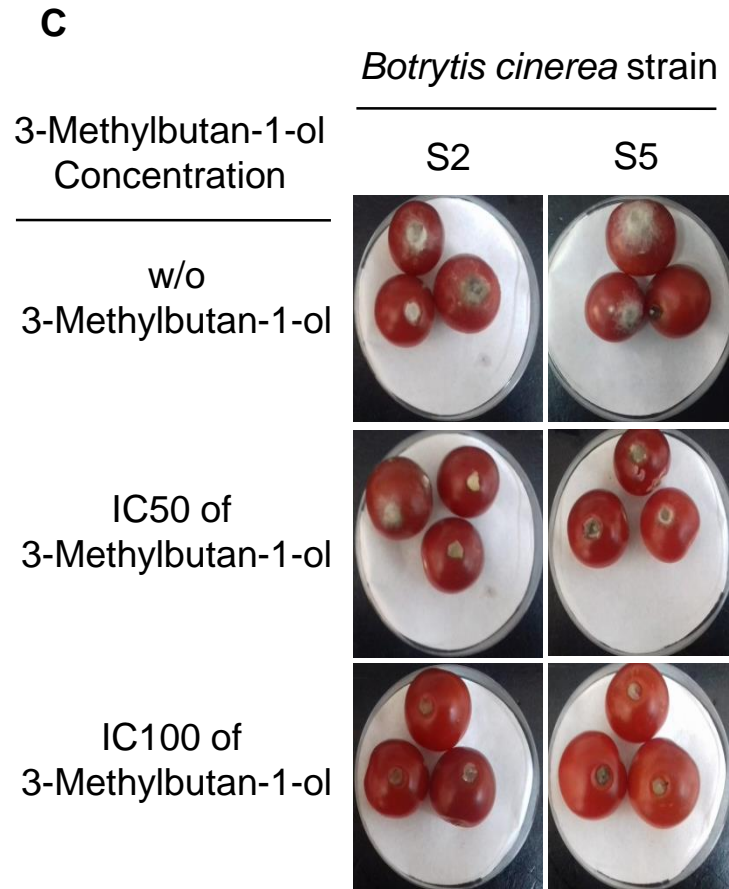 C
Botrytis cinerea strain
3-Methylbutan-1-ol
Concentration
S2
S5
w/o
3-Methylbutan-1-ol
IC50 of
3-Methylbutan-1-ol
IC100 of
3-Methylbutan-1-ol